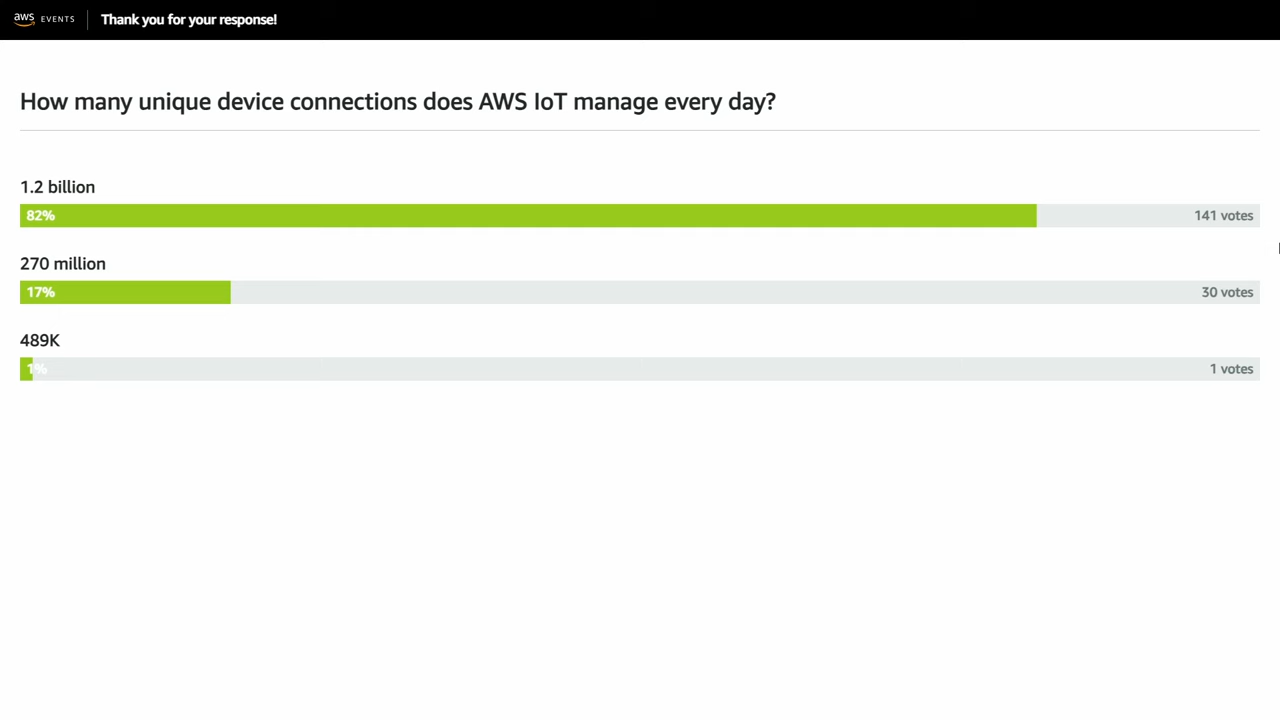 aws EVENTS Thank you for your response!
How many unique device connections does AWS IoT manage every day?
1.2 billion
82% 141 votes
270 million
17% 30 votes
489K
1% 1 votes